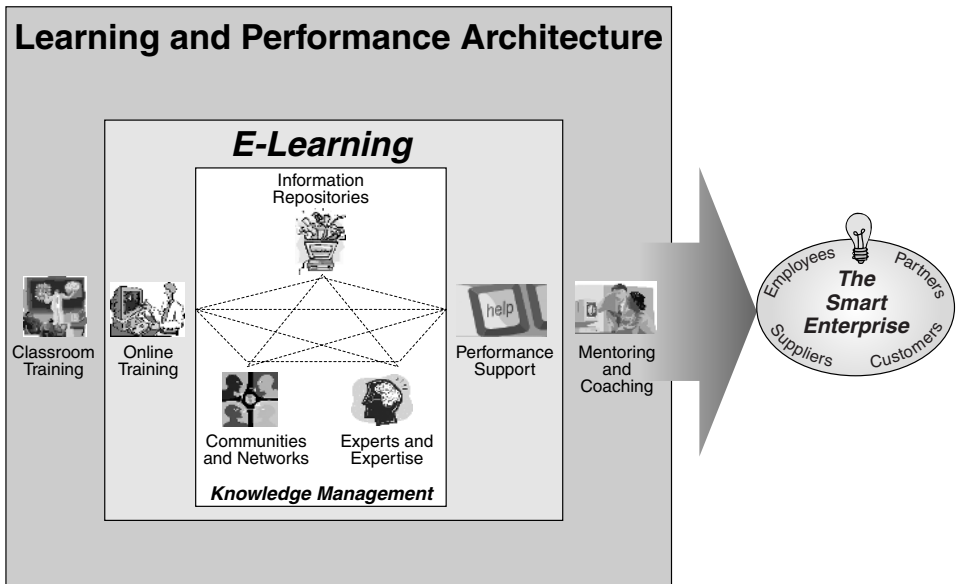 Learning and Performance Architecture
E-Learning
Information
Repositories
help
Classroom
Training
Online
Training
Performance
Support
Mentoring
and
Coaching
Communities
and Networks
Experts and
Expertise
Knowledge Management
Employees
Partners
The
Smart
Enterprise
Suppliers
Customers